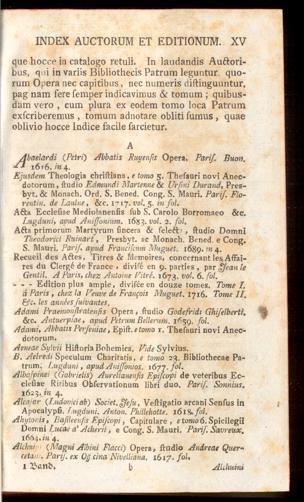 INDEX AUCTORUM ET EDITIONUM. XV
que hocce in catalogo retuli. In laudandis Auctori-
bus, qui in variis Bibliothecis Patrum leguntur quo-
rum Opera nec capitibus, nec numeris distinguuntur,
pag nam fere semper indicavimus & tomum; quibus-
dam vero, cum plura ex eodem tomo loca Patrum
exscriberemus, tomum adnotare obliti sumus, quae
oblivio hocce Indice facile sarcietur.
A
Abaelardi (Petri) Abbatis Ruyensis Opera. Paris. Buon.
1616. in 4.
Ejusdem Theologia christiana, e tomo 5. Thesauri novi Anec-
dotorum, studio Edmundi Martenne & Ursini Durand, Pres-
byt. & Monach. Ord. S. Bened. Cong. S. Mauri. Paris. Flo-
rentin. de Laulne, &c. 1717. vol. 5. in fol.
Acta Ecclesiae Mediolanensis sub S. Carolo Borromaeo &c.
Lugduni, apud Anissonium. 1683. vol. 2. fol.
Acta primorum Martyrum sincera & selecta, studio Domni
Theodorici Ruinart, Presbyt. ac Monach. Bened. e Cong.
S. Mauri. Paris. apud Franciscum Muguet. 1689. in 4.
Recueil des Actes, Titres & Memoires, concernant les Affai-
res du Clergé de France, divisé en 9. parties, par Jean le
Gentil. A Paris, chez Antoine Vitré. 1673. vol. 6. fol.
- - - Edition plus ample, divisée en douze tomes. Tome I.
à Paris, chez la Veuve de François Muguet. 1716. Tome II.
&c. les années suivantes.
Adami Praemonstratensis Opera, studio Godefridi Ghiselberti,
&c. Antuerpiae, apud Petrum Bellerum. 1659. fol.
Adami, Abbatis Perseniae, Epist. e tomo 1. Thesauri novi Anec-
dotorum.
Aeneae Sylvii Historia Bohemica. Vide Sylvius.
B. Aelredi Speculum Charitatis, e tomo 23. Bibliothecae Pa-
trum. Lugduni, apud Anissonios. 1677. fol.
Albaspinae (Gabrielis) Aurelianensis Episcopi de veteribus Ec-
clesiae Ritibus Observationum libri duo. Paris. Somnius.
1623. in 4.
Alcasar (Ludovici ab) Societ. Jesu, Vestigatio arcani Sensus in
Apocalypsi. Lugduni. Anton. Pillehotte. 1618. fol.
Ahytonis, Basileensis Episcopi, Capitulare, e tomo 6. Spicilegii
Domni Lucae d'Acherii, e Cong. S. Mauri. Paris. Savreux.
1664. in 4.
Alchuini (Magni Albini Flacci) Opera, studio Andreae Quer-
cetani. Paris. ex Officina Nivelliana. 1617. fol.
1 Band. b Alchuini